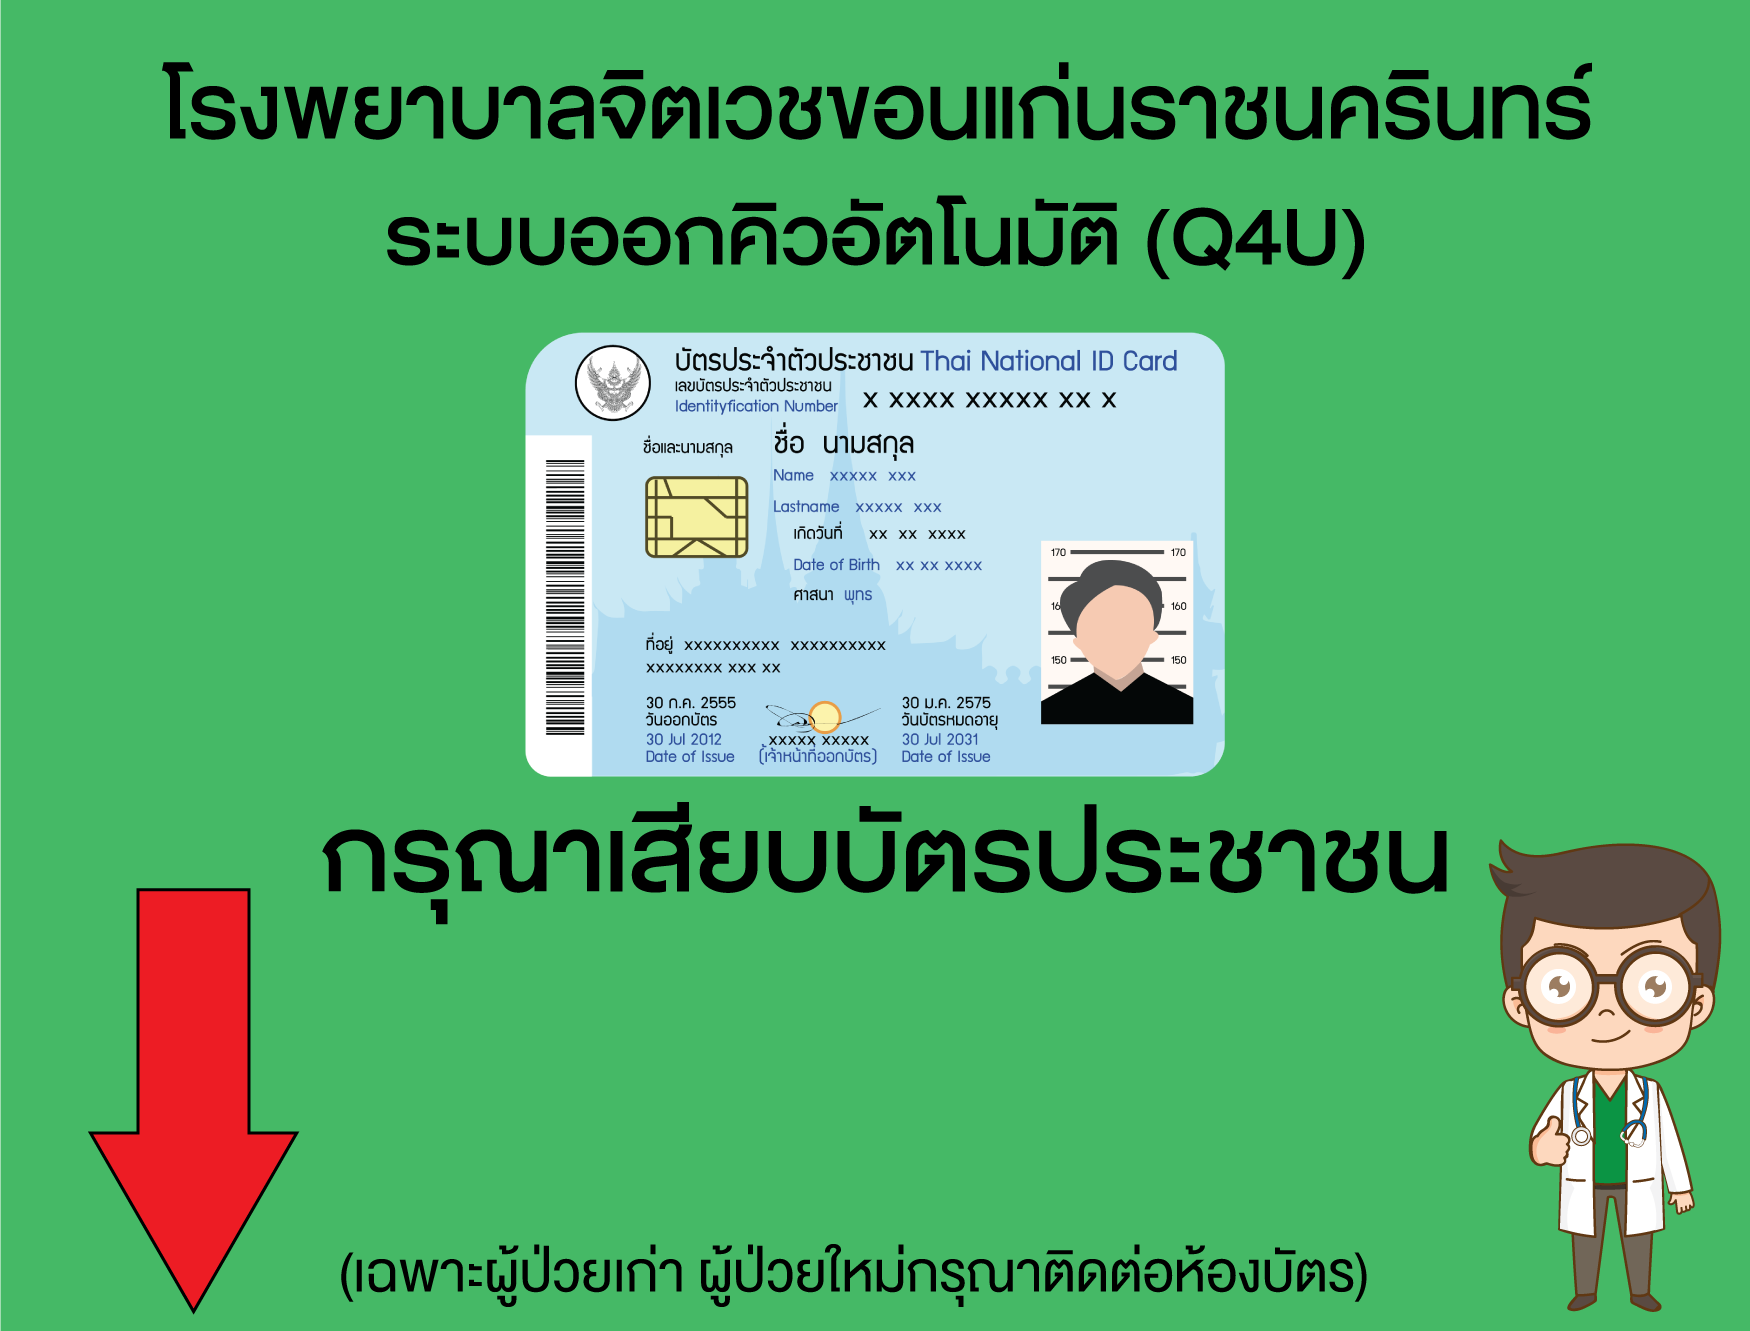 โรงพยาบาลจิตเวชขอนแก่นราชนครินทร์
ระบบออกคิวอัตโนมัติ (Q4U)
บัตรประจำตัวประชาชน Thai National ID Card
เลขบัตรประจำตัวประชาชน
Identityfication Number x xxxx xxxxx xx x
ชื่อและนามสกุล ชื่อ นามสกุล
Name xxxxx xxx
Lastname xxxxx xxx
เกิดวันที่ xx xx xxxx
Date of Birth xx xx xxxx
ศาสนา พุทธ
170 170
160 160
150 150
ที่อยู่ xxxxxxxxxx xxxxxxxxxx
xxxxxxxx xxx xx
30 ก.ค. 2555 30 ม.ค. 2575
วันออกบัตร วันบัตรหมดอายุ
30 Jul 2012 xxxxx xxxxx 30 Jul 2031
Date of Issue (เจ้าหน้าที่ออกบัตร) Date of Issue
กรุณาเสียบบัตรประชาชน
(เฉพาะผู้ป่วยเก่า ผู้ป่วยใหม่กรุณาติดต่อห้องบัตร)